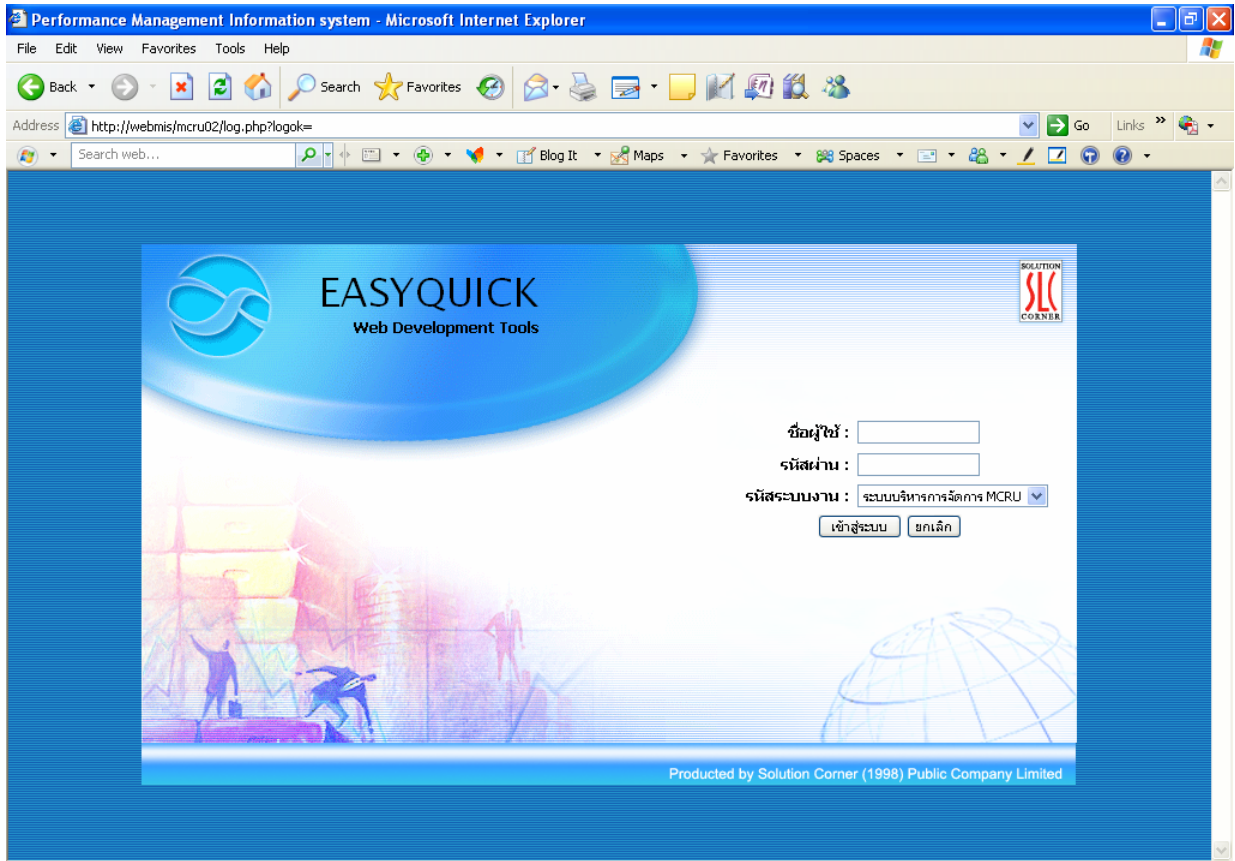 Performance Management Information system - Microsoft Internet Explorer
File Edit View Favorites Tools Help
Back Search Favorites
Address http://webmis/mcru02/log.php?logok= Go Links »
Search web... Blog It Maps Favorites Spaces
EASYQUICK
Web Development Tools
SOLUTION
SLC
CORNER
ชื่อผู้ใช้ :
รหัสผ่าน :
รหัสระบบงาน : ระบบบริหารการจัดการ MCRU
เข้าสู่ระบบ ยกเลิก
Producted by Solution Corner (1998) Public Company Limited